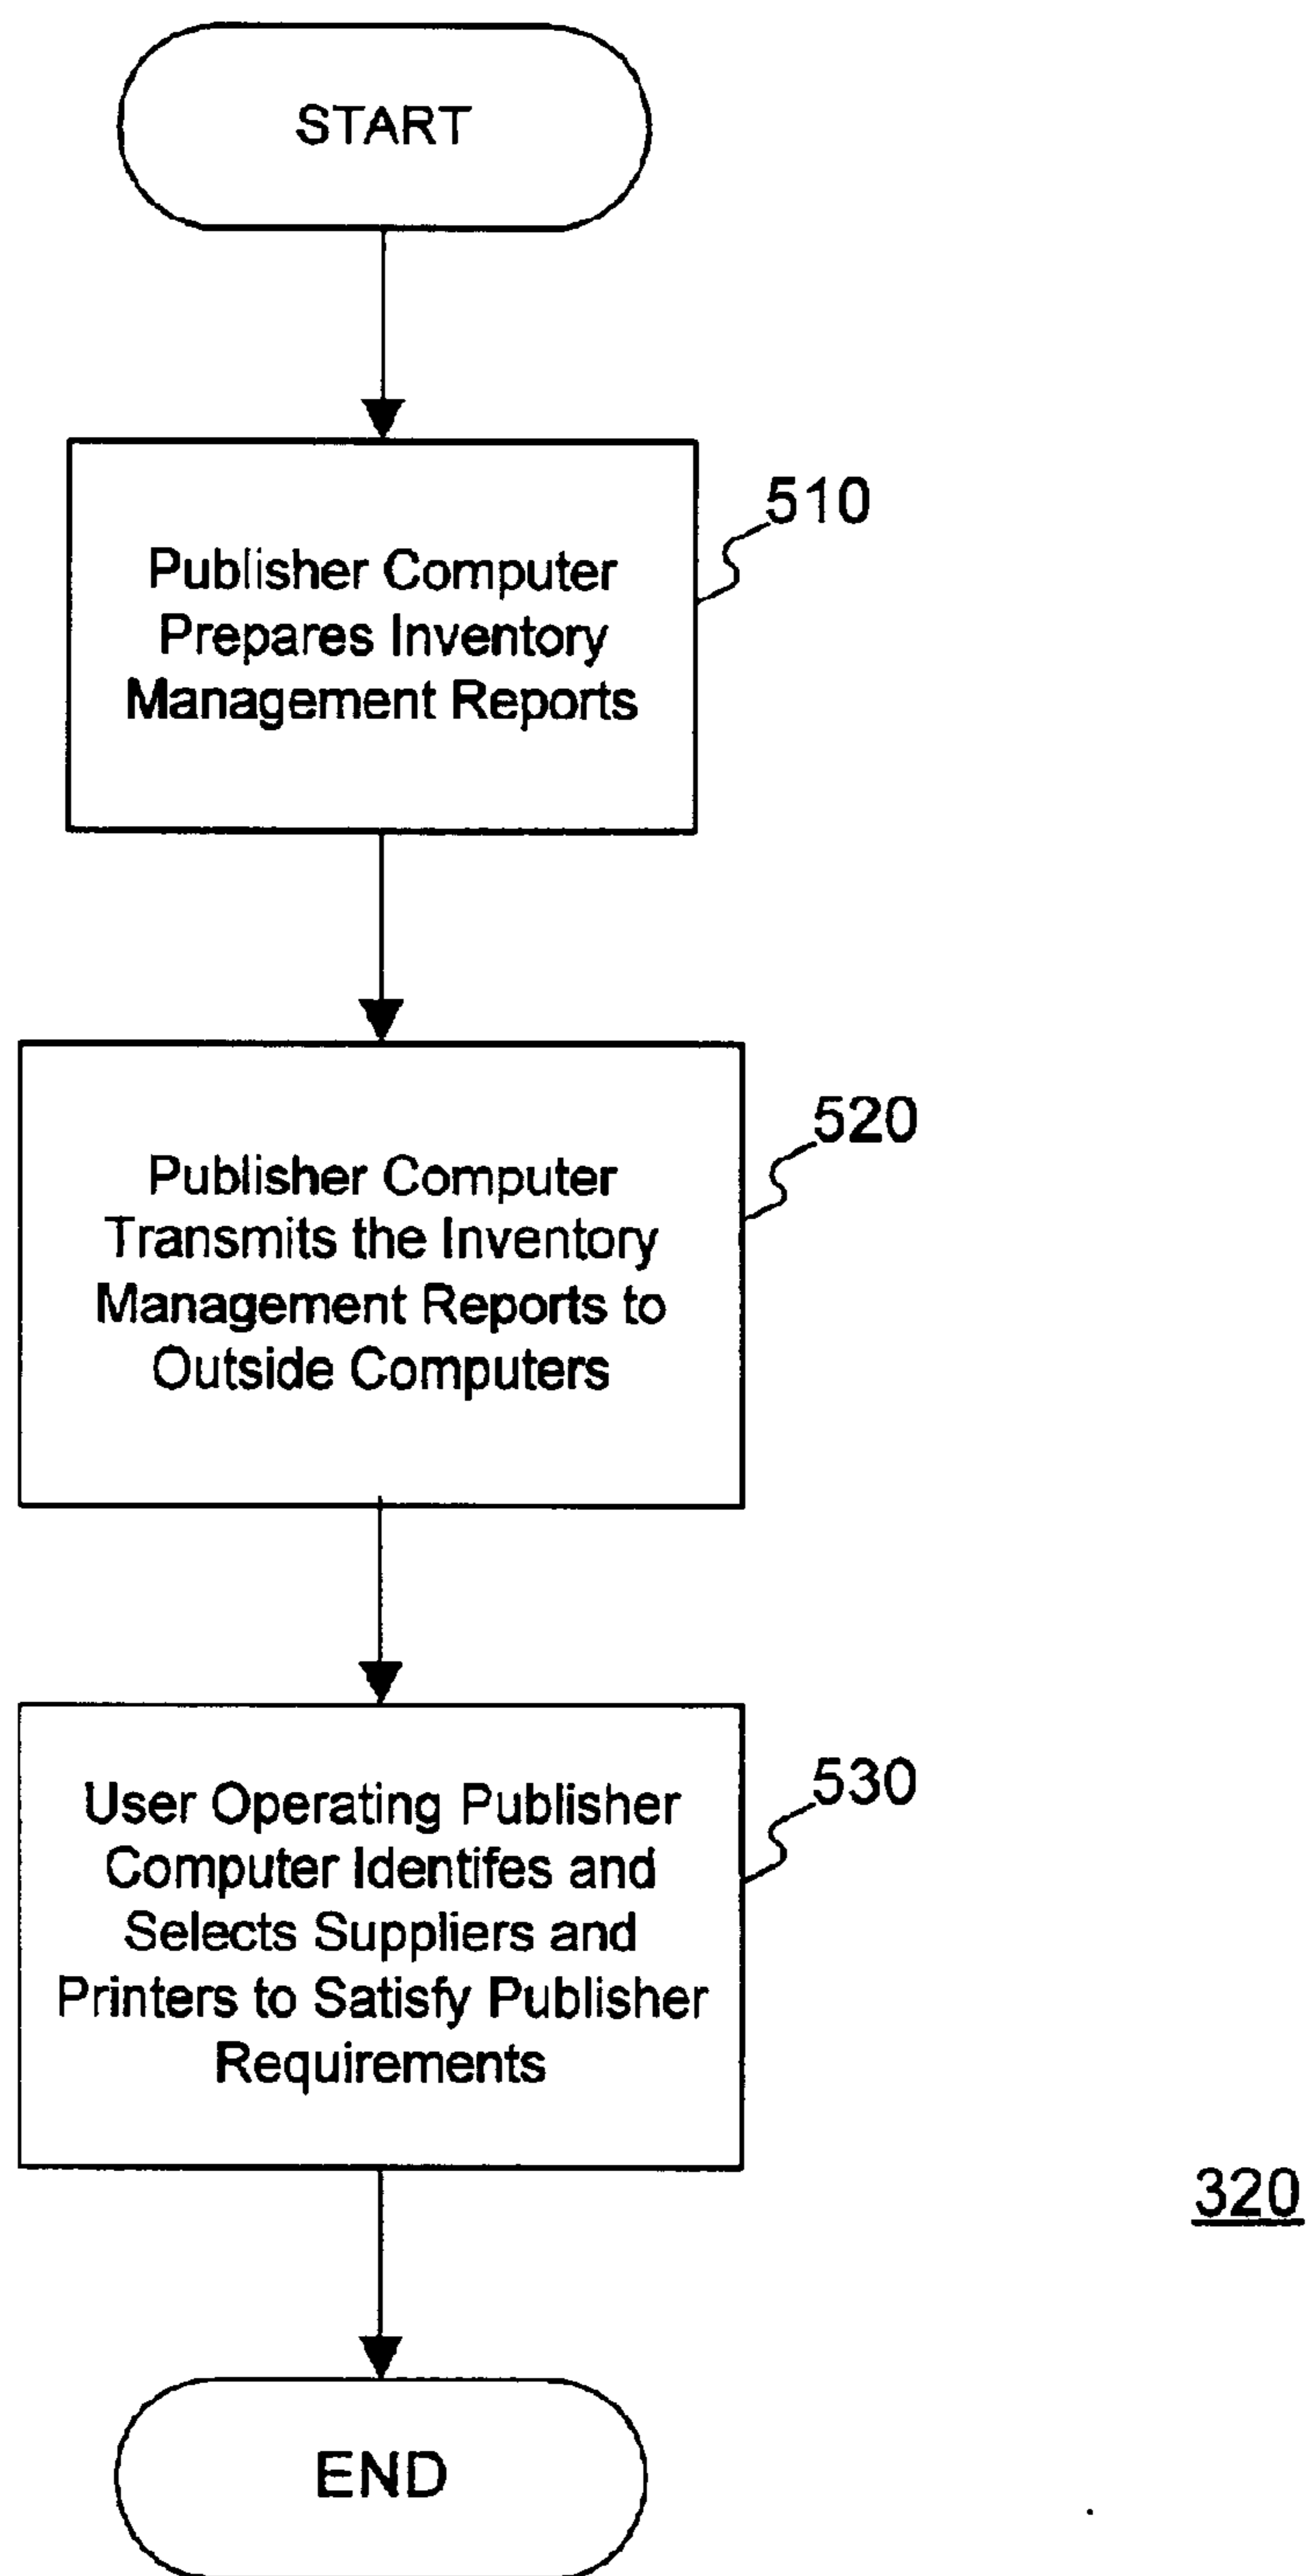 START
510
Publisher Computer
Prepares Inventory
Management Reports
520
Publisher Computer
Transmits the Inventory
Management Reports to
Outside Computers
530
User Operating Publisher
Computer Identifes and
Selects Suppliers and
Printers to Satisfy Publisher
Requirements
320
END